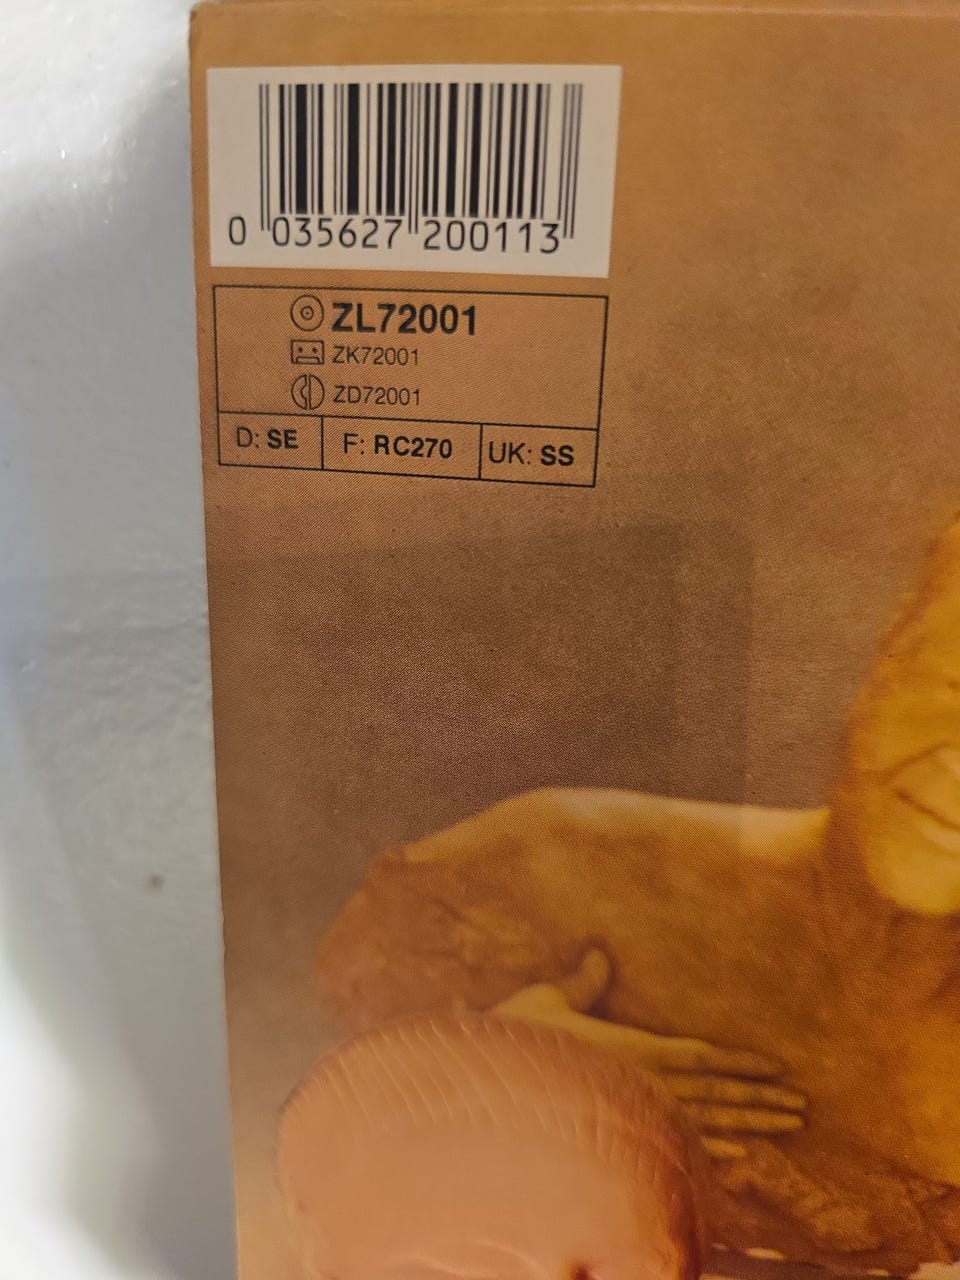 0 035627 200113
ZL72001
ZK72001
ZD72001
D: SE F: RC270 UK: SS